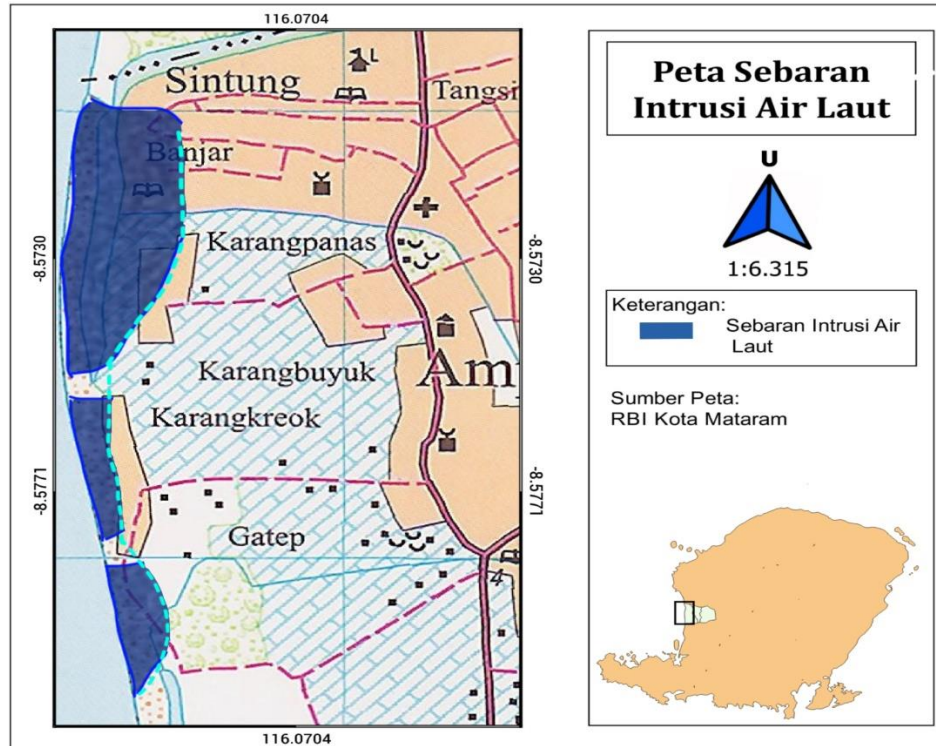 116.0704
Sintung
L
Tangsi
Banjar
-8.5730
Karangpanas
-8.5730
Karangbuyuk
Am
Karangkreok
-8.5771
-8.5771
Gatep
4
116.0704
Peta Sebaran
Intrusi Air Laut
U
1:6.315
Keterangan:
Sebaran Intrusi Air
Laut
Sumber Peta:
RBI Kota Mataram